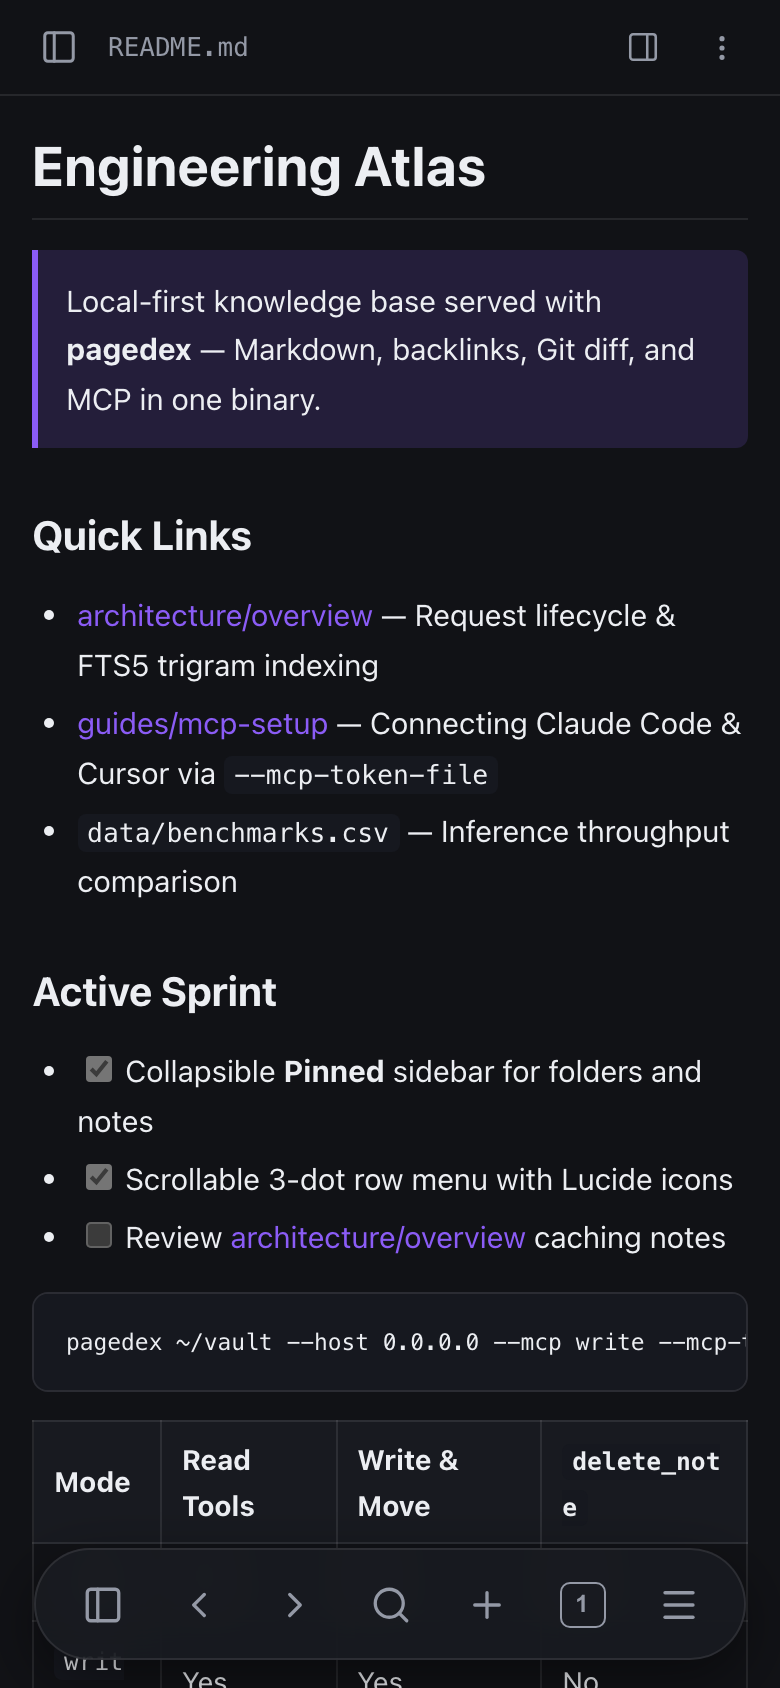 README.md
Engineering Atlas
Local-first knowledge base served with
pagedex — Markdown, backlinks, Git diff, and
MCP in one binary.
Quick Links
architecture/overview — Request lifecycle &
FTS5 trigram indexing
guides/mcp-setup — Connecting Claude Code &
Cursor via --mcp-token-file
data/benchmarks.csv — Inference throughput
comparison
Active Sprint
Collapsible Pinned sidebar for folders and
notes
Scrollable 3-dot row menu with Lucide icons
Review architecture/overview caching notes
pagedex ~/vault --host 0.0.0.0 --mcp write --mcp-
Mode
Read
Tools
Write &
Move
delete_not
e
1
writ
Yes
Yes
No